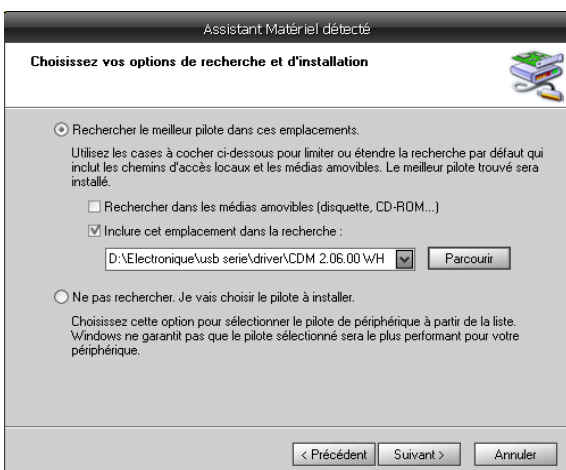 Assistant Matériel détecté
Choisissez vos options de recherche et d'installation
Rechercher le meilleur pilote dans ces emplacements.
Utilisez les cases à cocher ci-dessous pour limiter ou étendre la recherche par défaut qui
inclut les chemins d'accès locaux et les médias amovibles. Le meilleur pilote trouvé sera
installé.
Rechercher dans les médias amovibles (disquette, CD-ROM...)
Inclure cet emplacement dans la recherche :
D:\Electronique\usb serie\driver\CDM 2.06.00 WH
Parcourir
Ne pas rechercher. Je vais choisir le pilote à installer.
Choisissez cette option pour sélectionner le pilote de périphérique à partir de la liste.
Windows ne garantit pas que le pilote sélectionné sera le plus performant pour votre
périphérique.
< Précédent Suivant > Annuler